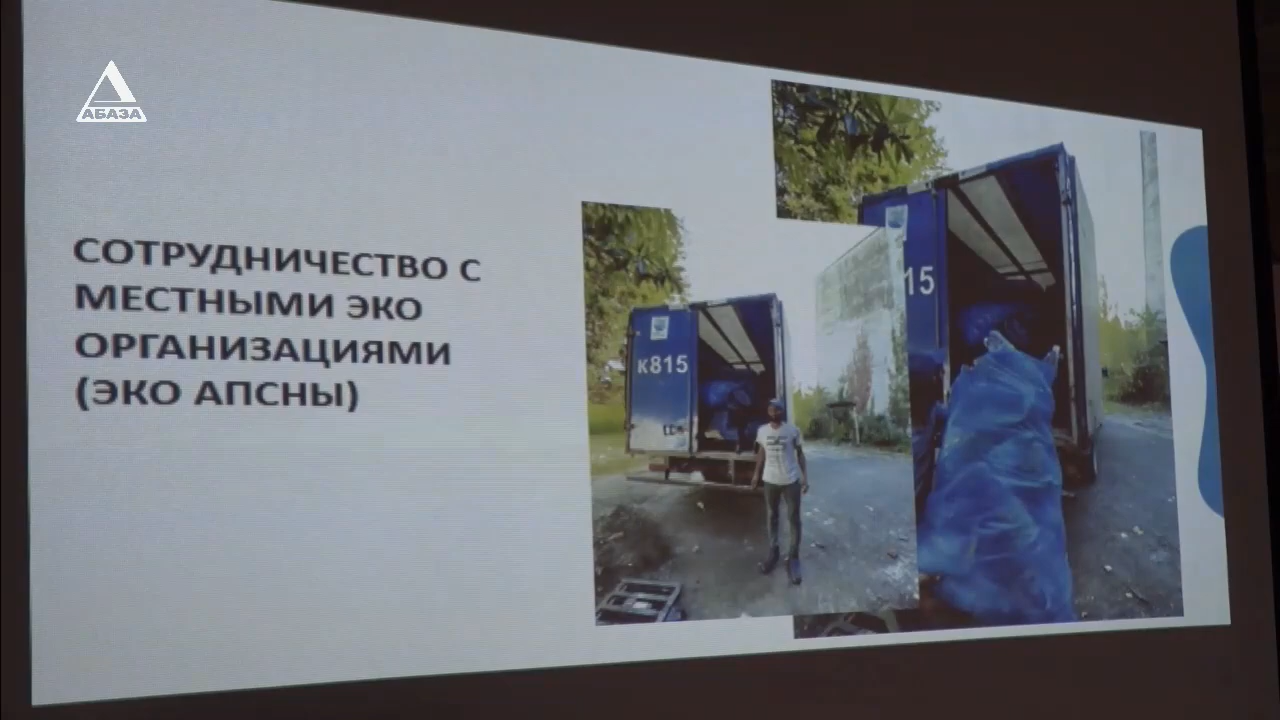 АБАЗА
СОТРУДНИЧЕСТВО С
МЕСТНЫМИ ЭКО
ОРГАНИЗАЦИЯМИ
(ЭКО АПСНЫ)
к815
15